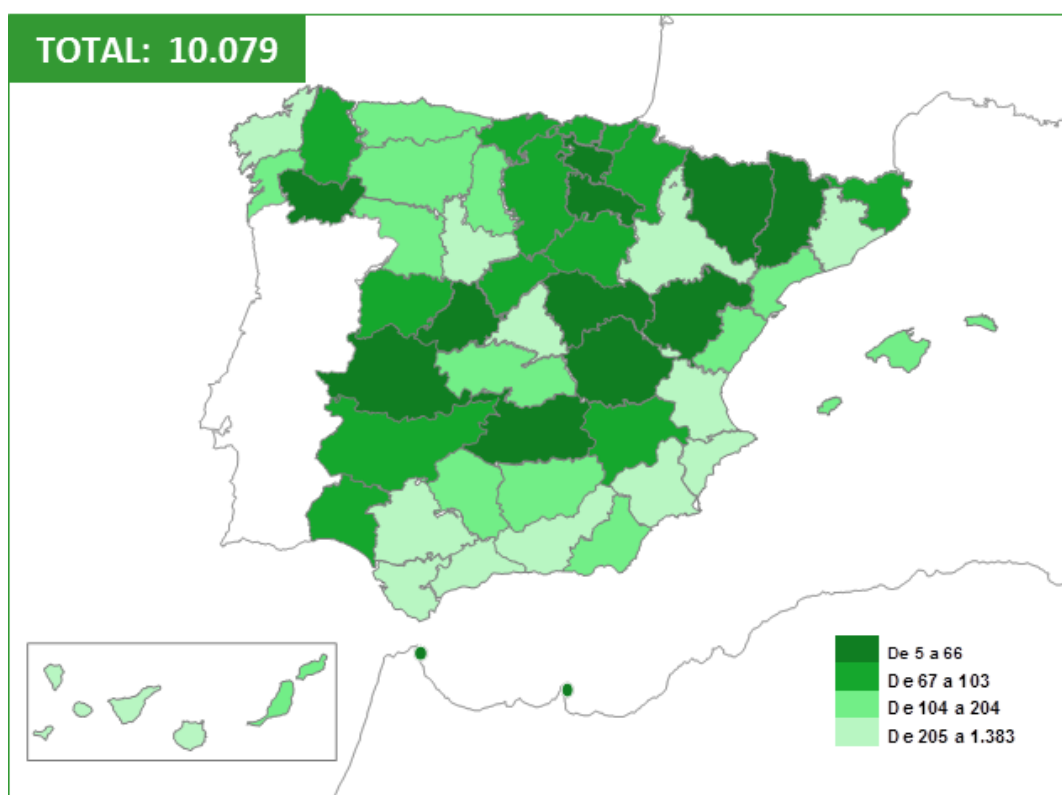 TOTAL: 10.079
De 5 a 66
De 67 a 103
De 104 a 204
De 205 a 1.383